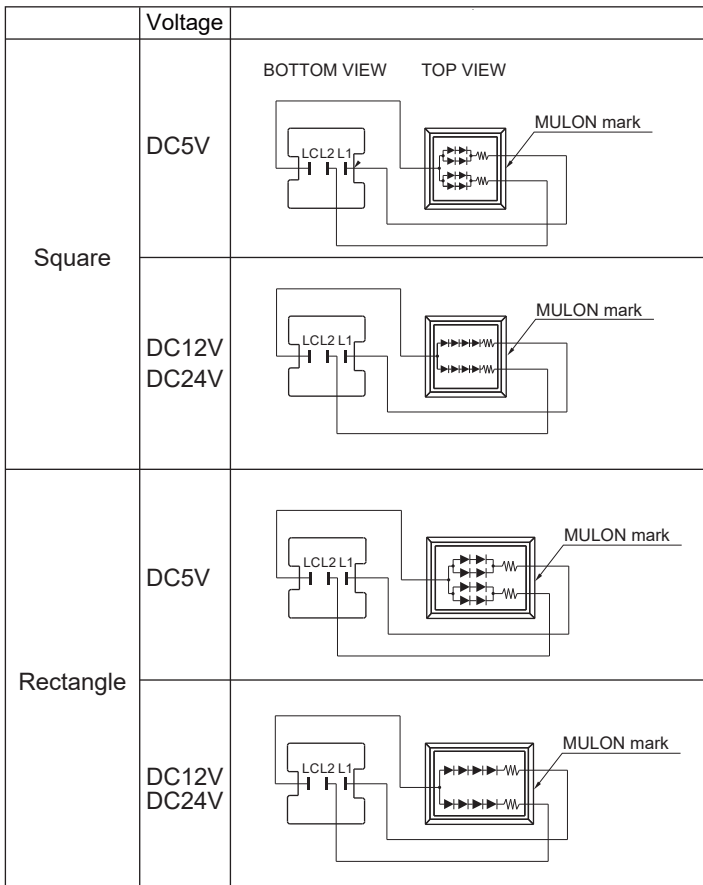 Voltage
Square
DC5V
BOTTOM VIEW TOP VIEW
MULON mark
LCL2 L1
DC12V
DC24V
MULON mark
LCL2 L1
Rectangle
DC5V
MULON mark
LCL2 L1
DC12V
DC24V
MULON mark
LCL2 L1